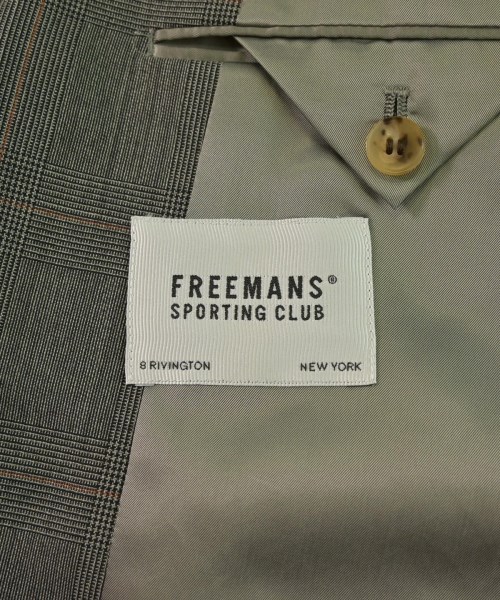 FREEMANS®
SPORTING CLUB
8 RIVINGTON NEW YORK